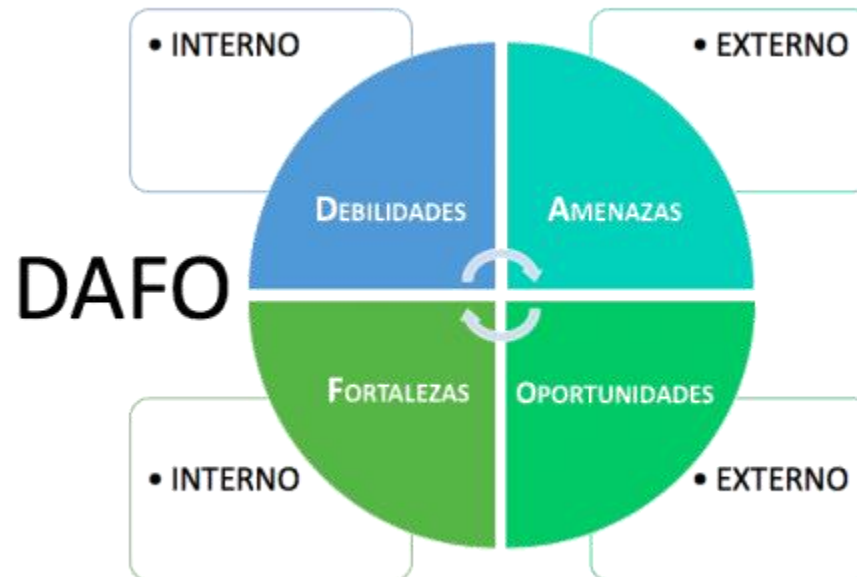 • INTERNO
• EXTERNO
DEBILIDADES
AMENAZAS
DAFO
FORTALEZAS
OPORTUNIDADES
• INTERNO
• EXTERNO